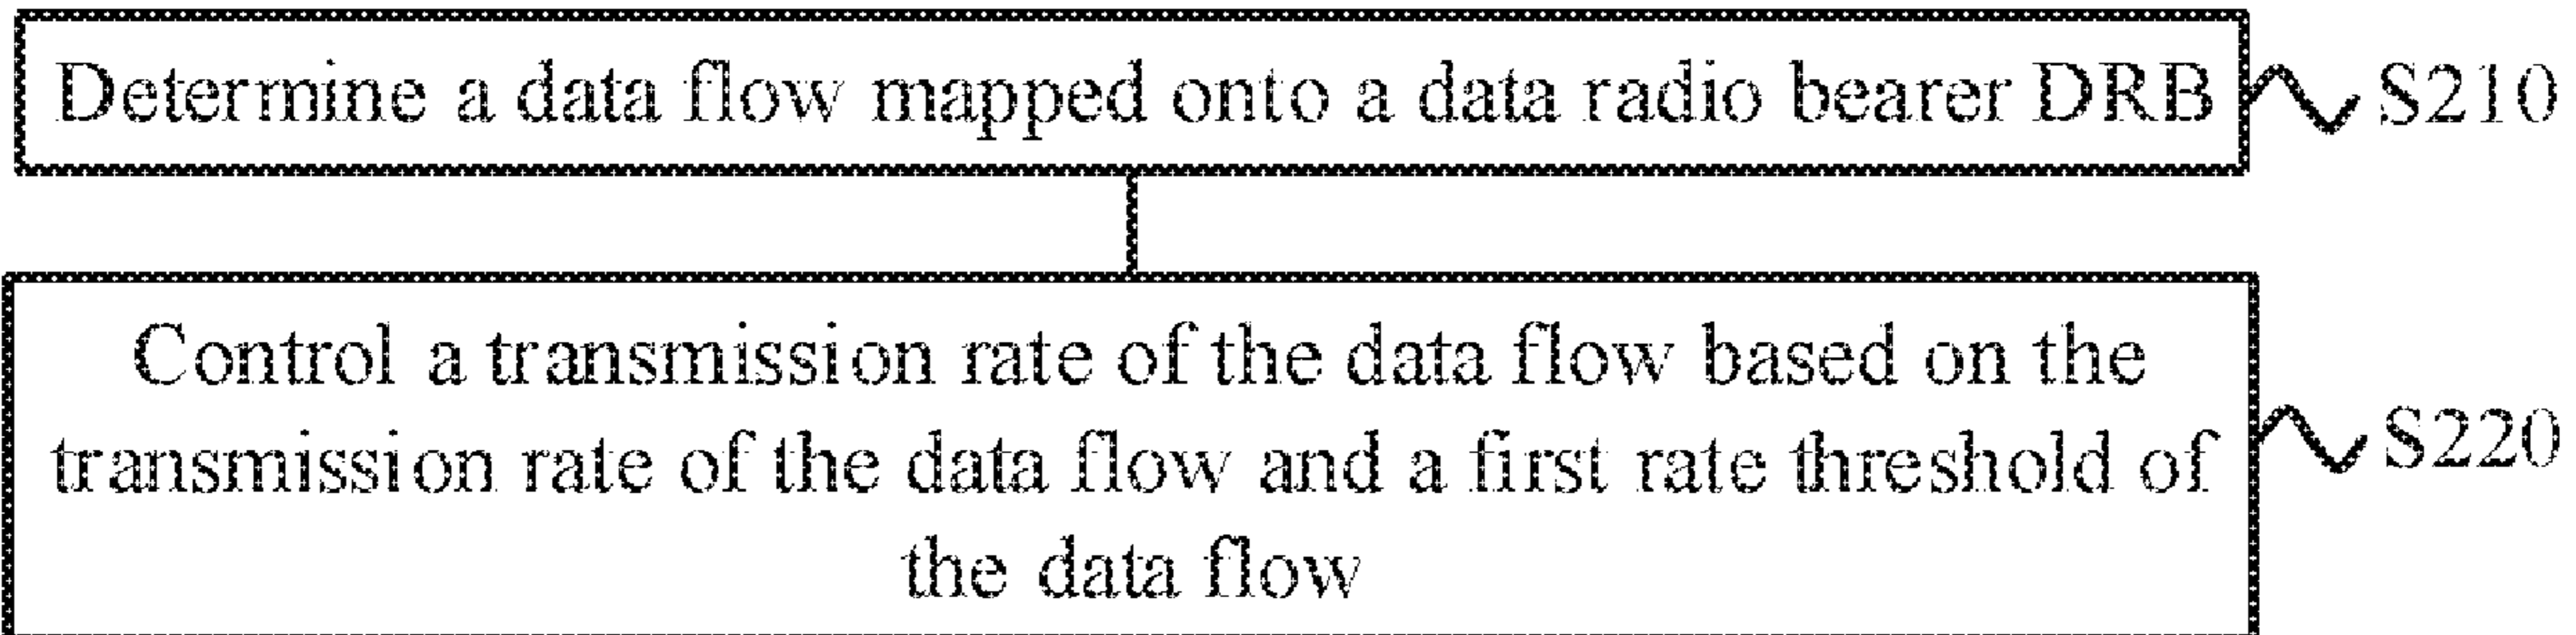 Determine a data flow mapped onto a data radio bearer DRB S210
Control a transmission rate of the data flow based on the
transmission rate of the data flow and a first rate threshold of
the data flow
S220